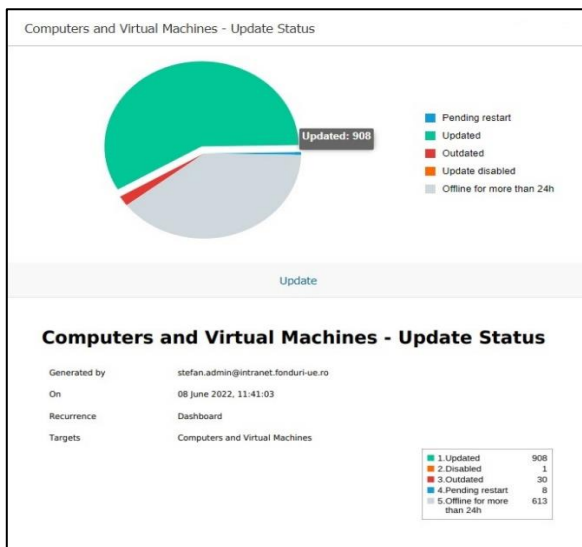 Computers and Virtual Machines - Update Status
Updated: 908
Pending restart
Updated
Outdated
Update disabled
Offline for more than 24h
Update
Computers and Virtual Machines - Update Status
Generated by stefan.admin@intranet.fonduri-ue.ro
On 08 June 2022, 11:41:03
Recurrence Dashboard
Targets Computers and Virtual Machines
1.Updated 908
2.Disabled 1
3.Outdated 30
4.Pending restart 8
5.Offline for more 613
than 24h